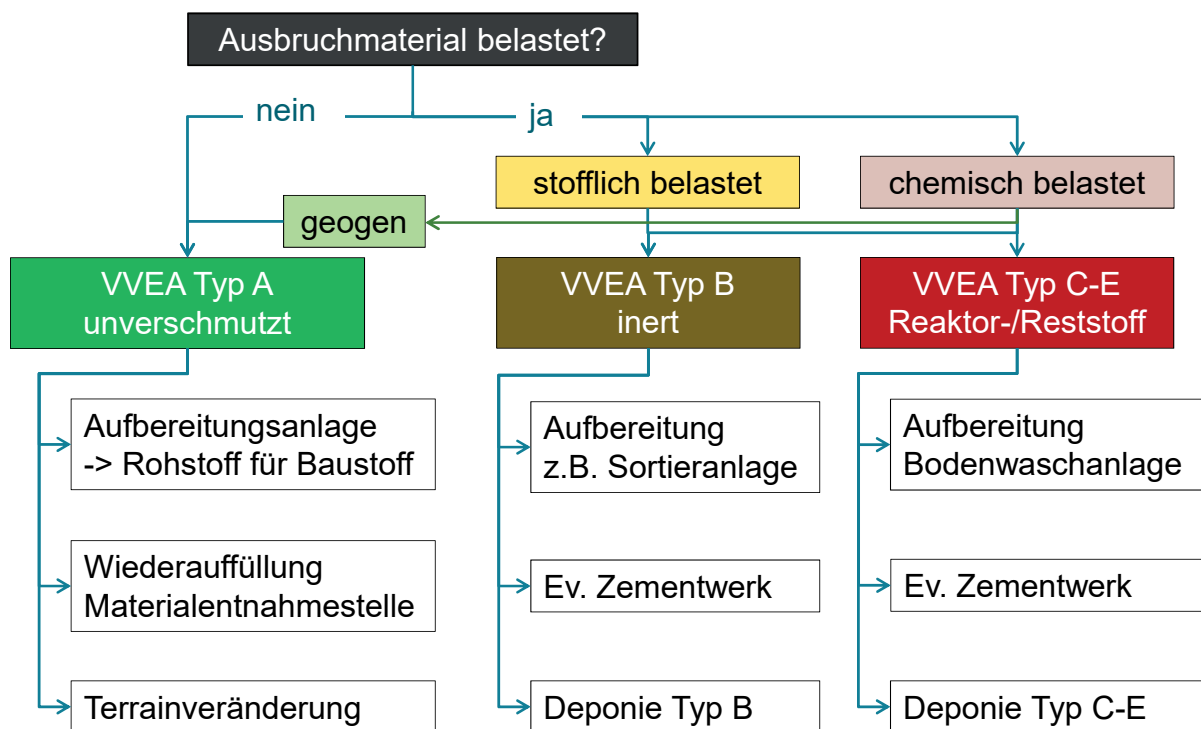 Ausbruchmaterial belastet?
nein
ja
stofflich belastet
chemisch belastet
geogen
VVEA Typ A
unverschmutzt
VVEA Typ B
inert
VVEA Typ C-E
Reaktor-/Reststoff
Aufbereitungsanlage
-> Rohstoff für Baustoff
Aufbereitung
z.B. Sortieranlage
Aufbereitung
Bodenwaschanlage
Wiederauffüllung
Materialentnahmestelle
Ev. Zementwerk
Ev. Zementwerk
Terrainveränderung
Deponie Typ B
Deponie Typ C-E